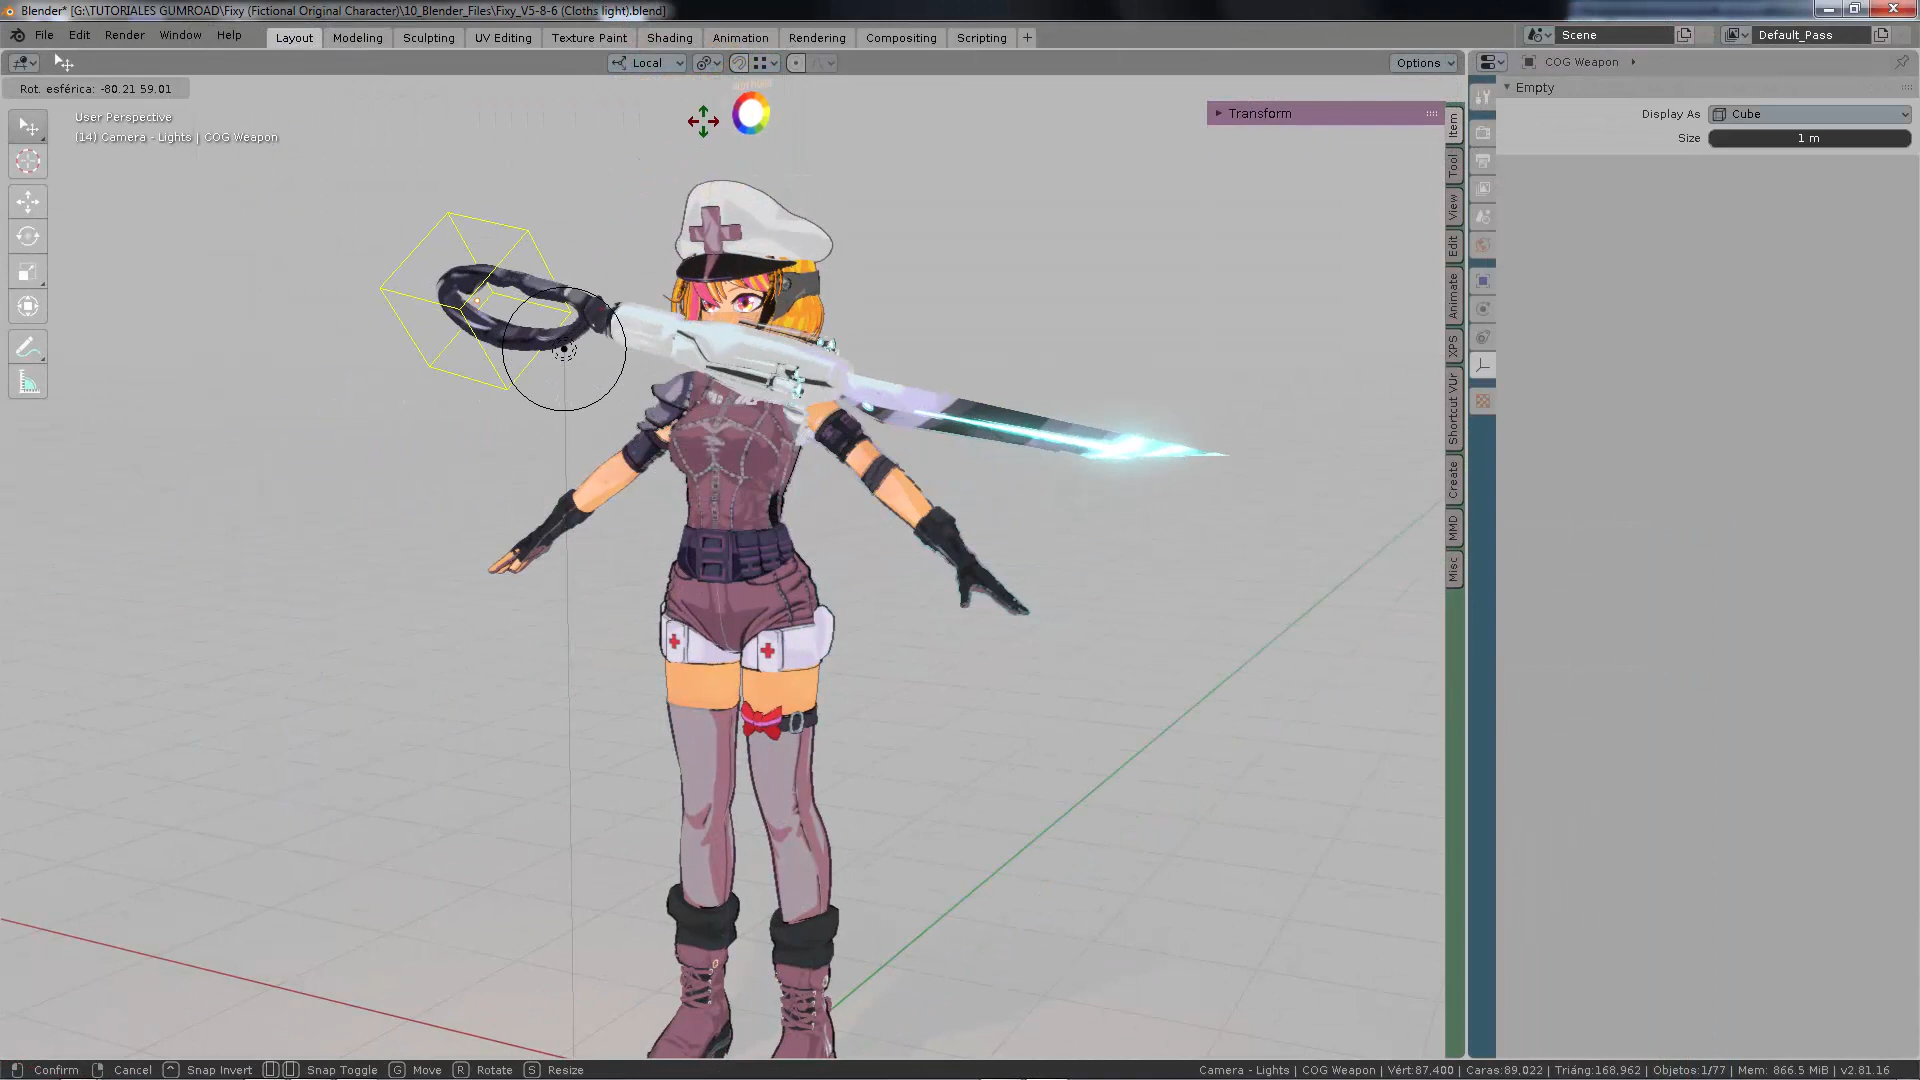 Blender* [G:\TUTORIALES GUMROAD\Fixy (Fictional Original Character)\10_Blender_Files\Fixy_V5-8-6 (Cloths light).blend]
File Edit Render Window Help Layout Modeling Sculpting UV Editing Texture Paint Shading Animation Rendering Compositing Scripting + Scene Default_Pass
Local Options COG Weapon
Rot. esférica: -80.21 59.01
Empty
User Perspective
(14) Camera - Lights | COG Weapon
Transform
Display As Cube
Size 1 m
Item
Tool
View
Edit
Animate
XPS
Shortcut VUr
Create
MMD
Misc
Confirm Cancel Snap Invert Snap Toggle G Move R Rotate S Resize Camera - Lights | COG Weapon | Vért:87,400 | Caras:89,022 | Triáng:168,962 | Objetos:1/77 | Mem: 866.5 MiB | v2.81.16